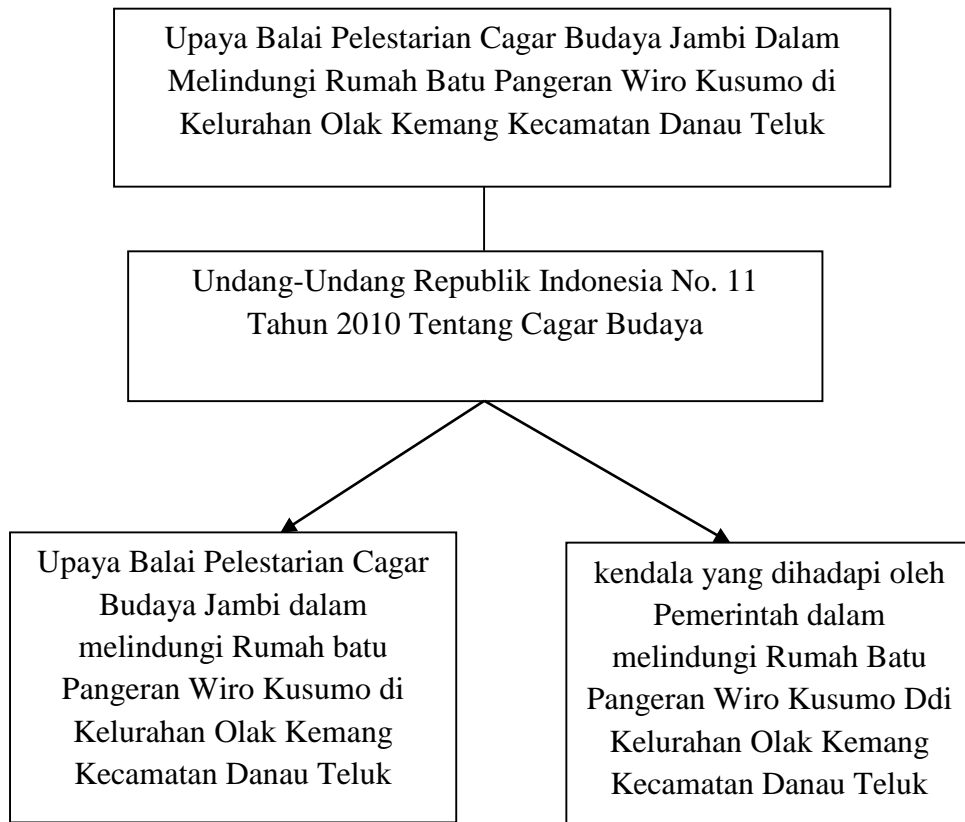 Upaya Balai Pelestarian Cagar Budaya Jambi Dalam
Melindungi Rumah Batu Pangeran Wiro Kusumo di
Kelurahan Olak Kemang Kecamatan Danau Teluk
Undang-Undang Republik Indonesia No. 11
Tahun 2010 Tentang Cagar Budaya
Upaya Balai Pelestarian Cagar
Budaya Jambi dalam
melindungi Rumah batu
Pangeran Wiro Kusumo di
Kelurahan Olak Kemang
Kecamatan Danau Teluk
kendala yang dihadapi oleh
Pemerintah dalam
melindungi Rumah Batu
Pangeran Wiro Kusumo Ddi
Kelurahan Olak Kemang
Kecamatan Danau Teluk